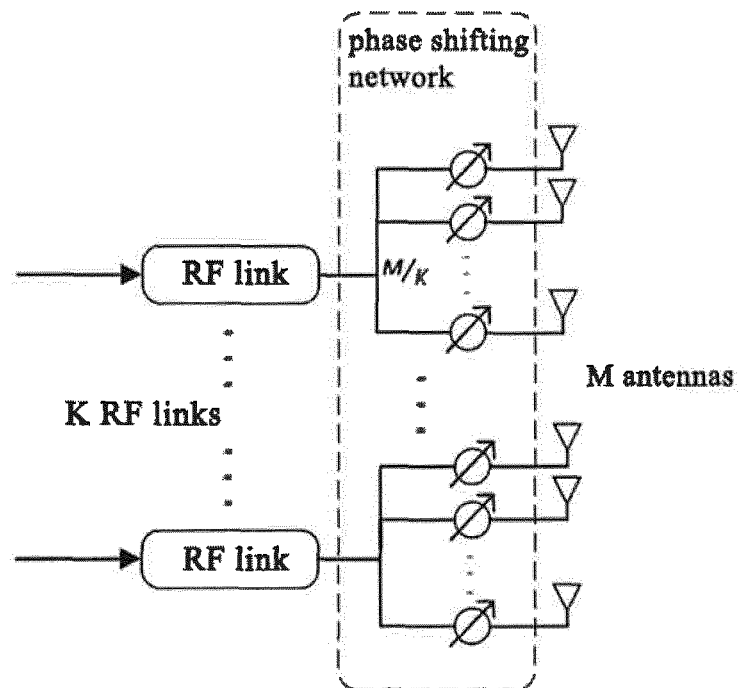 phase shifting
network
RF link
M/K
M antennas
K RF links
RF link